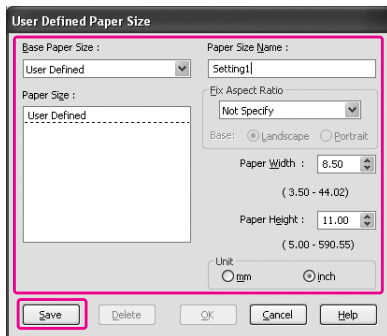 User Defined Paper Size
Base Paper Size :
User Defined
Paper Size :
User Defined
Paper Size Name :
Setting1
Fix Aspect Ratio
Not Specify
Base: Landscape Portrait
Paper Width : 8.50
(3.50 - 44.02)
Paper Height : 11.00
(5.00 - 590.55)
Unit
mm inch
Save Delete OK Cancel Help